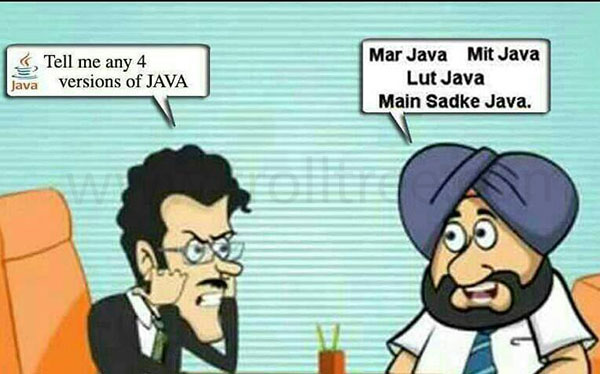 Tell me any 4
versions of JAVA
Java
Mar Java Mit Java
Lut Java
Main Sadke Java.